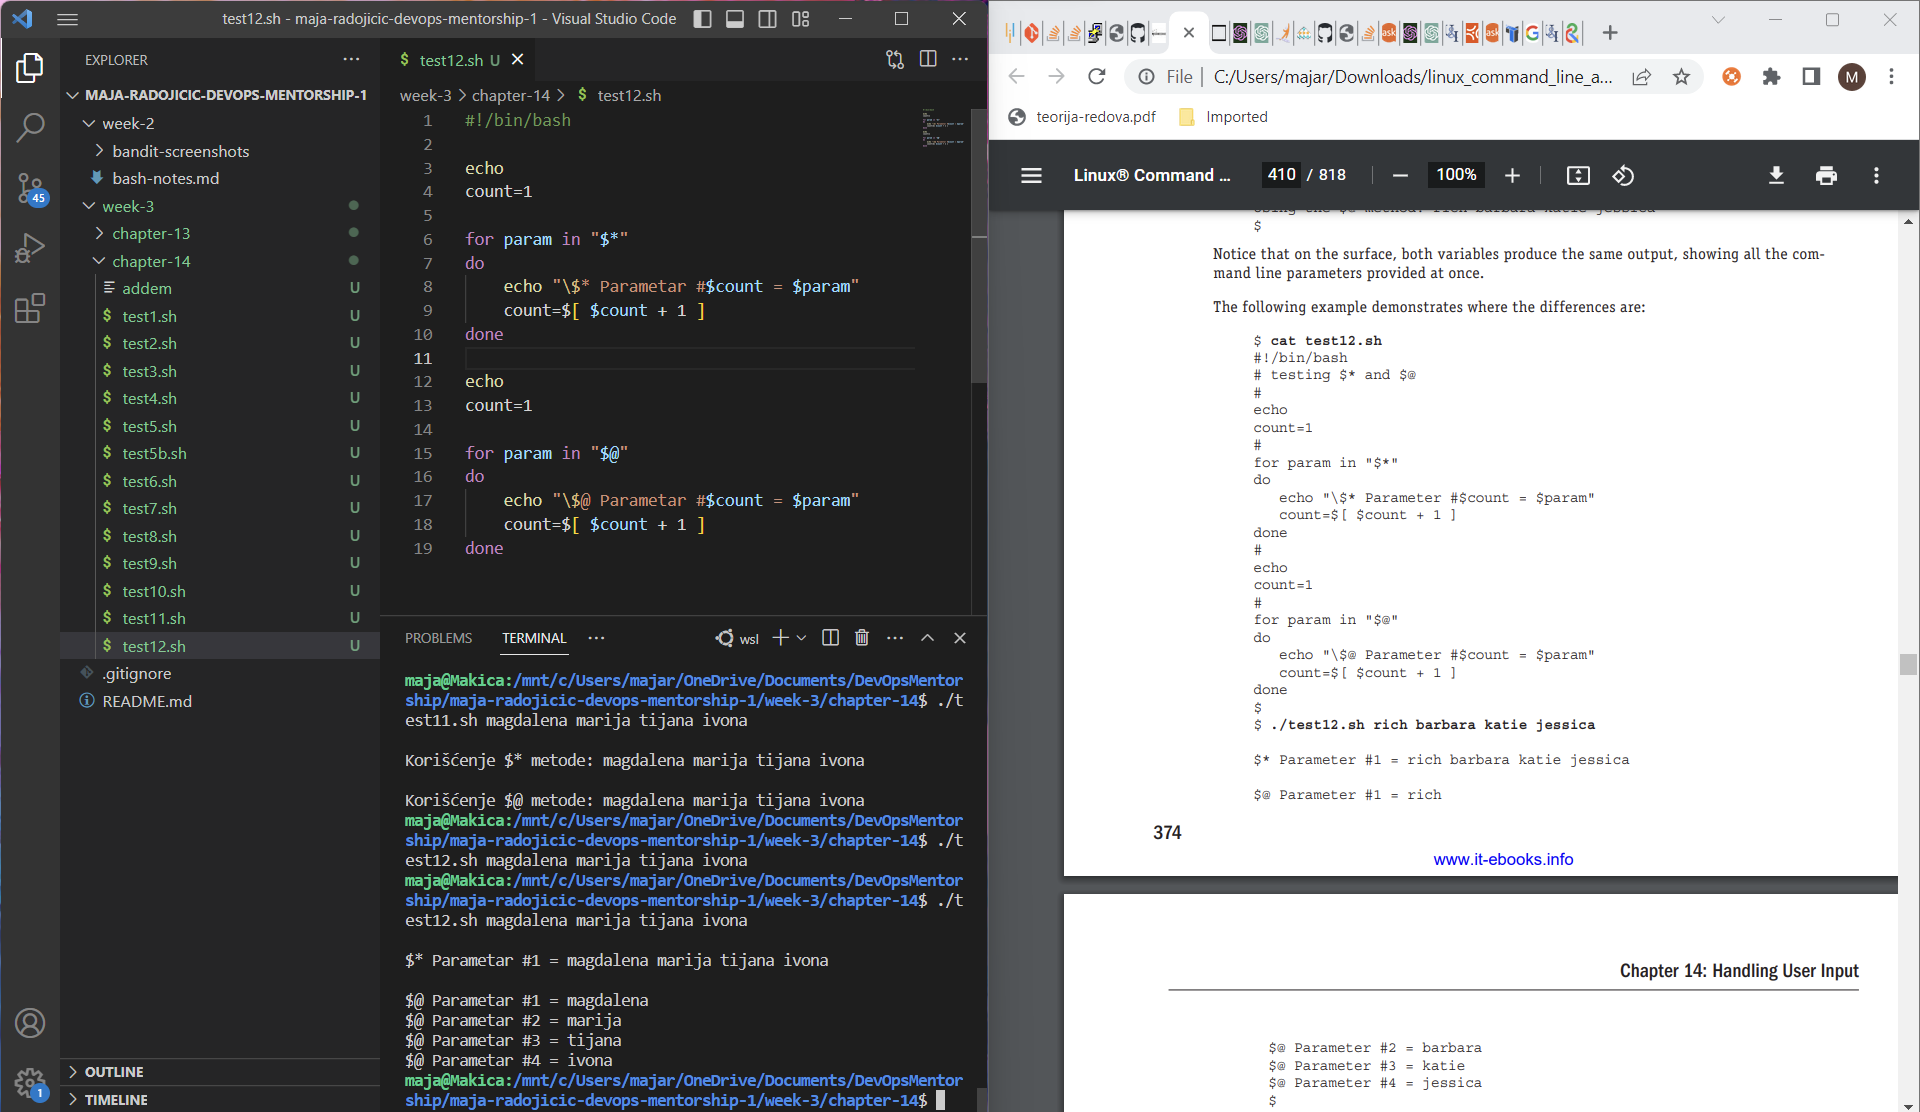 test12.sh - maja-radojicic-devops-mentorship-1 - Visual Studio Code
EXPLORER
MAJA-RADOJICIC-DEVOPS-MENTORSHIP-1
week-2
bandit-screenshots
bash-notes.md
week-3
chapter-13
chapter-14
addem U
$ test1.sh U
$ test2.sh U
$ test3.sh U
$ test4.sh U
$ test5.sh U
$ test5b.sh U
$ test6.sh U
$ test7.sh U
$ test8.sh U
$ test9.sh U
$ test10.sh U
$ test11.sh U
$ test12.sh U
.gitignore
README.md
OUTLINE
TIMELINE
45
1
$ test12.sh U
week-3 > chapter-14 > $ test12.sh
1 #!/bin/bash
2
3 echo
4 count=1
5
6 for param in "$*"
7 do
8 echo "\$* Parametar #$count = $param"
9 count=$[ $count + 1 ]
10 done
11
12 echo
13 count=1
14
15 for param in "$@"
16 do
17 echo "\$@ Parametar #$count = $param"
18 count=$[ $count + 1 ]
19 done
PROBLEMS TERMINAL ··· wsl
maja@Makica:/mnt/c/Users/majar/OneDrive/Documents/DevOpsMentor
ship/maja-radojicic-devops-mentorship-1/week-3/chapter-14$ ./t
est11.sh magdalena marija tijana ivona
Korišćenje $* metode: magdalena marija tijana ivona
Korišćenje $@ metode: magdalena marija tijana ivona
maja@Makica:/mnt/c/Users/majar/OneDrive/Documents/DevOpsMentor
ship/maja-radojicic-devops-mentorship-1/week-3/chapter-14$ ./t
est12.sh magdalena marija tijana ivona
maja@Makica:/mnt/c/Users/majar/OneDrive/Documents/DevOpsMentor
ship/maja-radojicic-devops-mentorship-1/week-3/chapter-14$ ./t
est12.sh magdalena marija tijana ivona
$* Parametar #1 = magdalena marija tijana ivona
$@ Parametar #1 = magdalena
$@ Parametar #2 = marija
$@ Parametar #3 = tijana
$@ Parametar #4 = ivona
maja@Makica:/mnt/c/Users/majar/OneDrive/Documents/DevOpsMentor
ship/maja-radojicic-devops-mentorship-1/week-3/chapter-14$
File | C:/Users/majar/Downloads/linux_command_line_a... M
teorija-redova.pdf Imported
Linux® Command ... 410 / 818 100%
$
Notice that on the surface, both variables produce the same output, showing all the com-
mand line parameters provided at once.
The following example demonstrates where the differences are:
$ cat test12.sh
#!/bin/bash
# testing $* and $@
#
echo
count=1
#
for param in "$*"
do
echo "\$* Parameter #$count = $param"
count=$[ $count + 1 ]
done
#
echo
count=1
#
for param in "$@"
do
echo "\$@ Parameter #$count = $param"
count=$[ $count + 1 ]
done
$
$ ./test12.sh rich barbara katie jessica
$* Parameter #1 = rich barbara katie jessica
$@ Parameter #1 = rich
374
www.it-ebooks.info
Chapter 14: Handling User Input
$@ Parameter #2 = barbara
$@ Parameter #3 = katie
$@ Parameter #4 = jessica
$